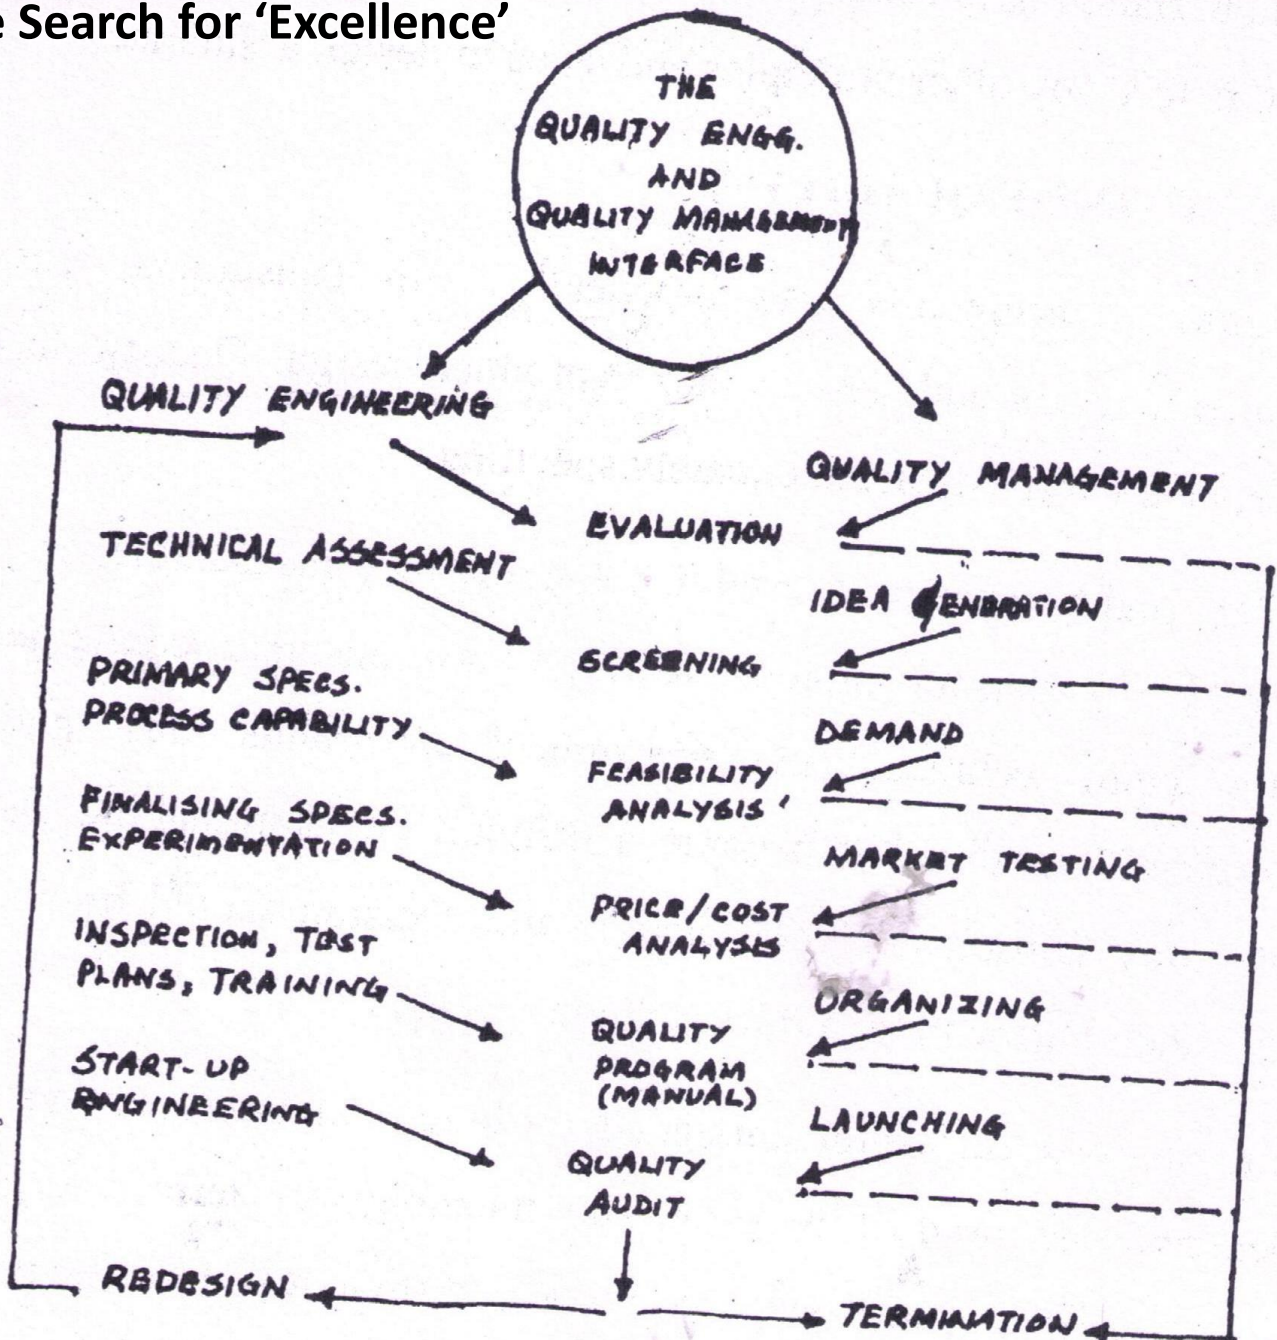 e Search for ‘Excellence’
THE
QUALITY ENGG.
AND
QUALITY MANAGEMENT
INTERFACE
QUALITY ENGINEERING
QUALITY MANAGEMENT
EVALUATION
TECHNICAL ASSESSMENT
IDEA GENERATION
SCREENING
PRIMARY SPECS.
PROCESS CAPABILITY
DEMAND
FEASIBILITY
ANALYSIS
FINALISING SPECS.
EXPERIMENTATION
MARKET TESTING
PRICE/COST
ANALYSIS
INSPECTION, TEST
PLANS, TRAINING
ORGANIZING
QUALITY
PROGRAM
(MANUAL)
START-UP
ENGINEERING
LAUNCHING
QUALITY
AUDIT
REDESIGN
TERMINATION